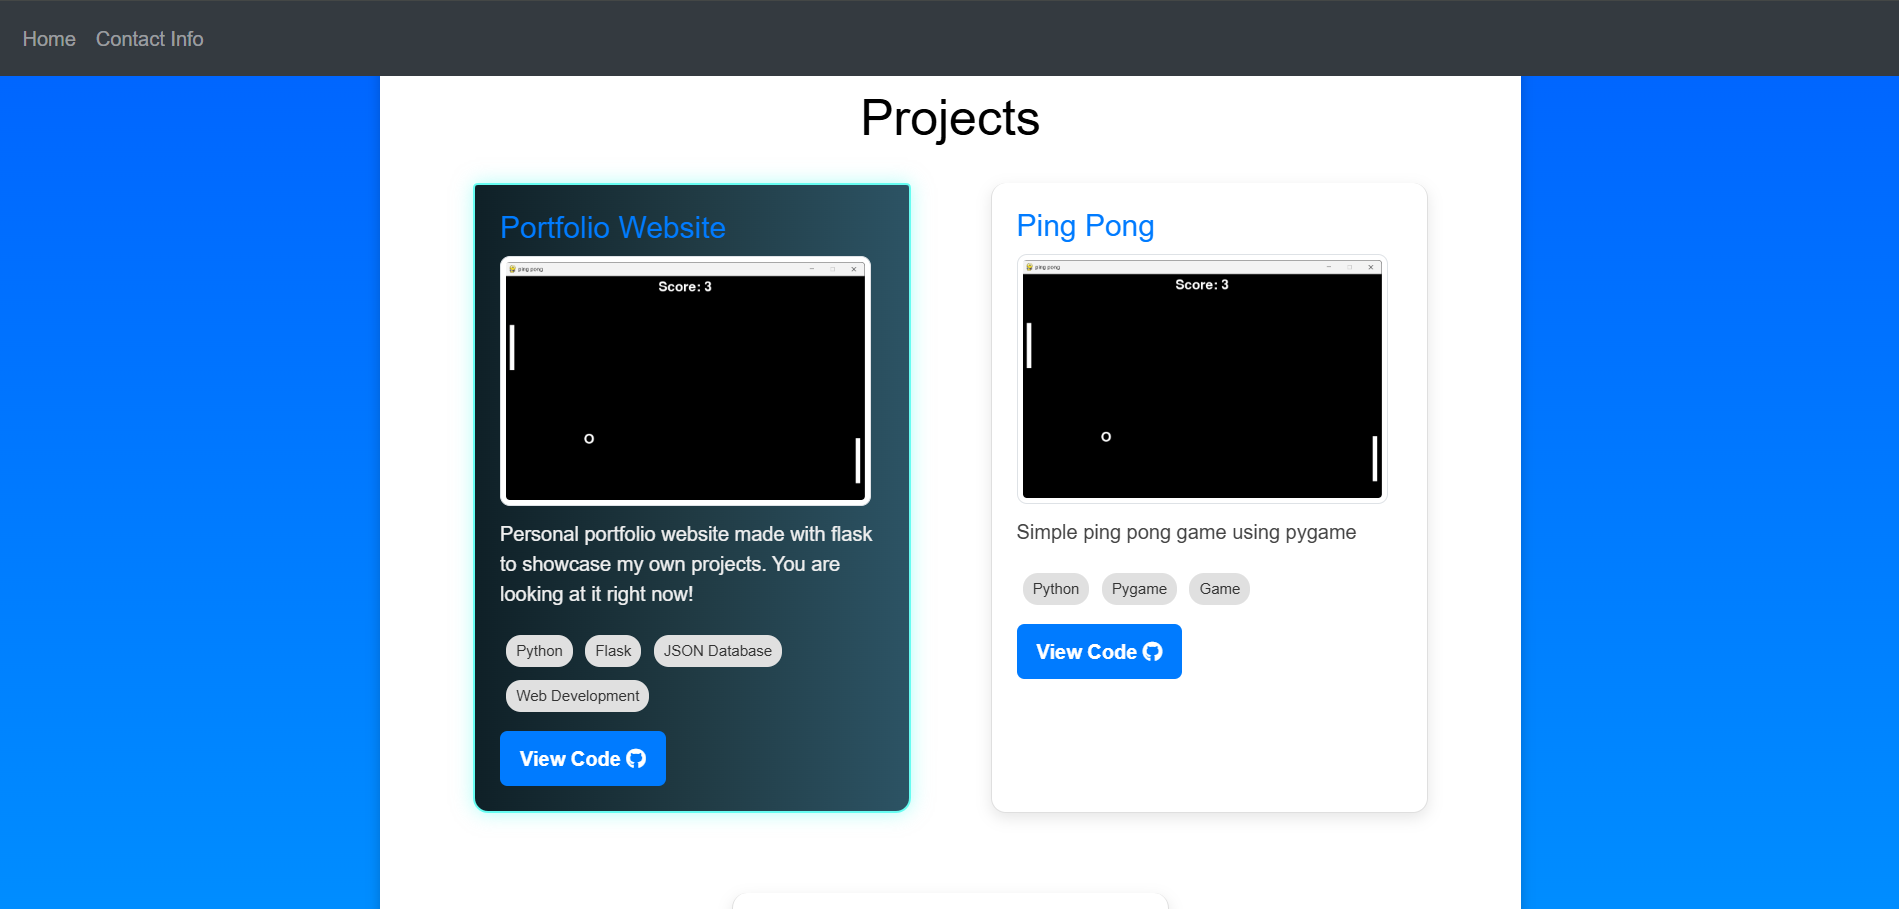 Home Contact Info
Projects
Portfolio Website
ping pong
Score: 3
Personal portfolio website made with flask
to showcase my own projects. You are
looking at it right now!
Python Flask JSON Database
Web Development
View Code
Ping Pong
ping pong
Score: 3
Simple ping pong game using pygame
Python Pygame Game
View Code